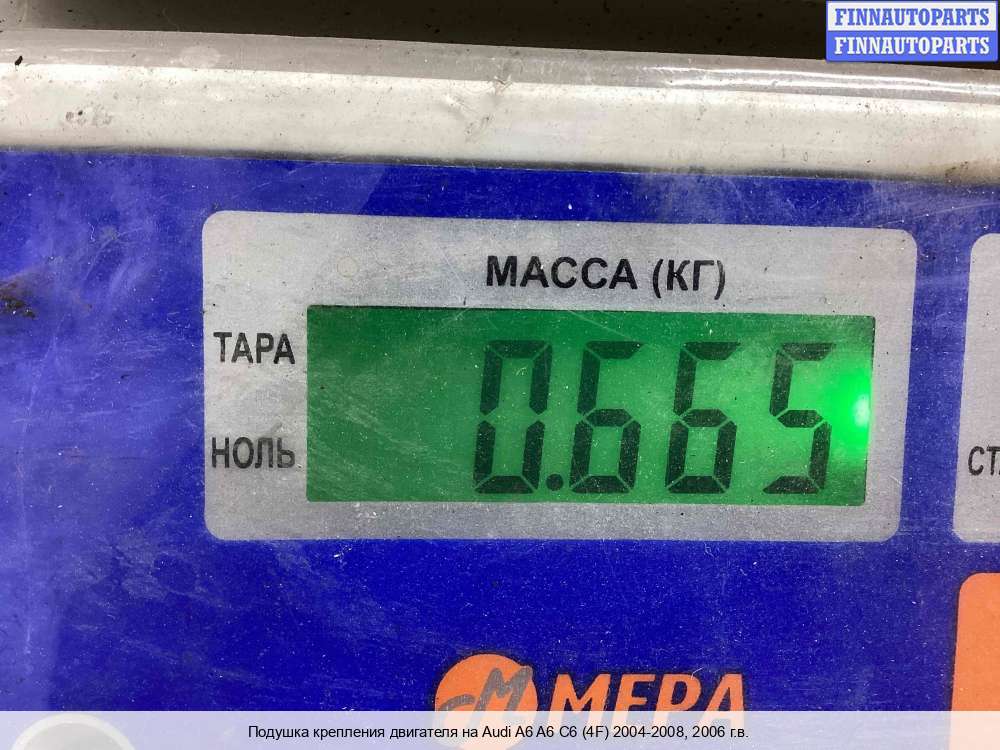 FINNAUTOPARTS
FINNAUTOPARTS
МАССА (КГ)
ТАРА
0.665
НОЛЬ
МЕРА
Подушка крепления двигателя на Audi A6 A6 C6 (4F) 2004-2008, 2006 г.в.